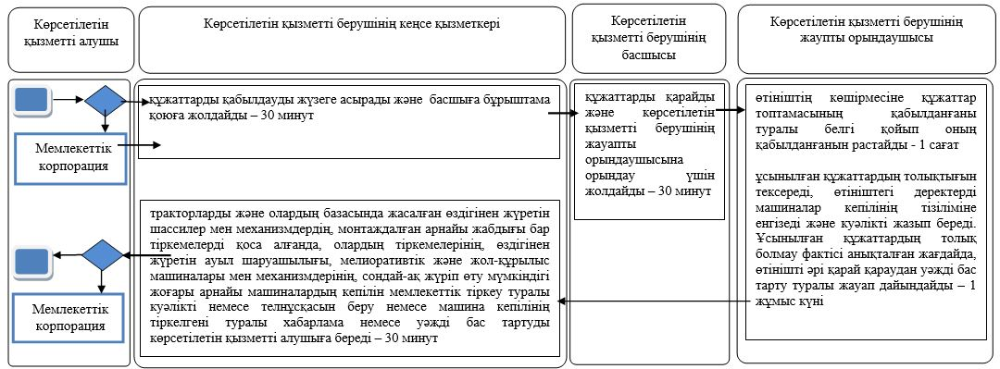 Көрсетілетін
қызметті алушы
Көрсетілетін қызметті берушінің кеңсе қызметкері
Көрсетілетін
қызметті берушінің
басшысы
Көрсетілетін қызметті берушінің
жаупты орындаушысы
Мемлекеттік
корпорация
құжаттарды қабылдауды жүзеге асырады және басшыға бұрыштама
қоюға жолдайды – 30 минут
құжаттарды қарайды
және көрсетілетін
қызметті берушінің
жауапты
орындаушысына
орындау үшін
жолдайды – 30 минут
өтініштің көшірмесіне құжаттар
топтамасының қабылданғаны
туралы белгі қойып оның
қабылданғанын растайды - 1 сағат
ұсынылған құжаттардың толықтығын
тексереді, өтініштегі деректерді
машиналар кепілінің тізіліміне
енгізеді және куәлікті жазып береді.
Ұсынылған құжаттардың толық
болмау фактісі анықталған жағдайда,
өтінішті әрі қарай қараудан уәжді бас
тарту туралы жауап дайындайды – 1
жұмыс күні
тракторларды және олардың базасында жасалған өздігінен жүретін
шассилер мен механизмдердің, монтаждалған арнайы жабдығы бар
тіркемелерді қоса алғанда, олардың тіркемелерінің, өздігінен
жүретін ауыл шаруашылығы, мелиоративтік және жол-құрылыс
машиналары мен механизмдерінің, сондай-ақ жүріп өту мүмкіндігі
жоғары арнайы машиналардың кепілін мемлекеттік тіркеу туралы
куәлікті немесе телнұсқасын беру немесе машина кепілінің
тіркелгені туралы хабарлама немесе уәжді бас тартуды
көрсетілетін қызметті алушыға береді – 30 минут
Мемлекеттік
корпорация